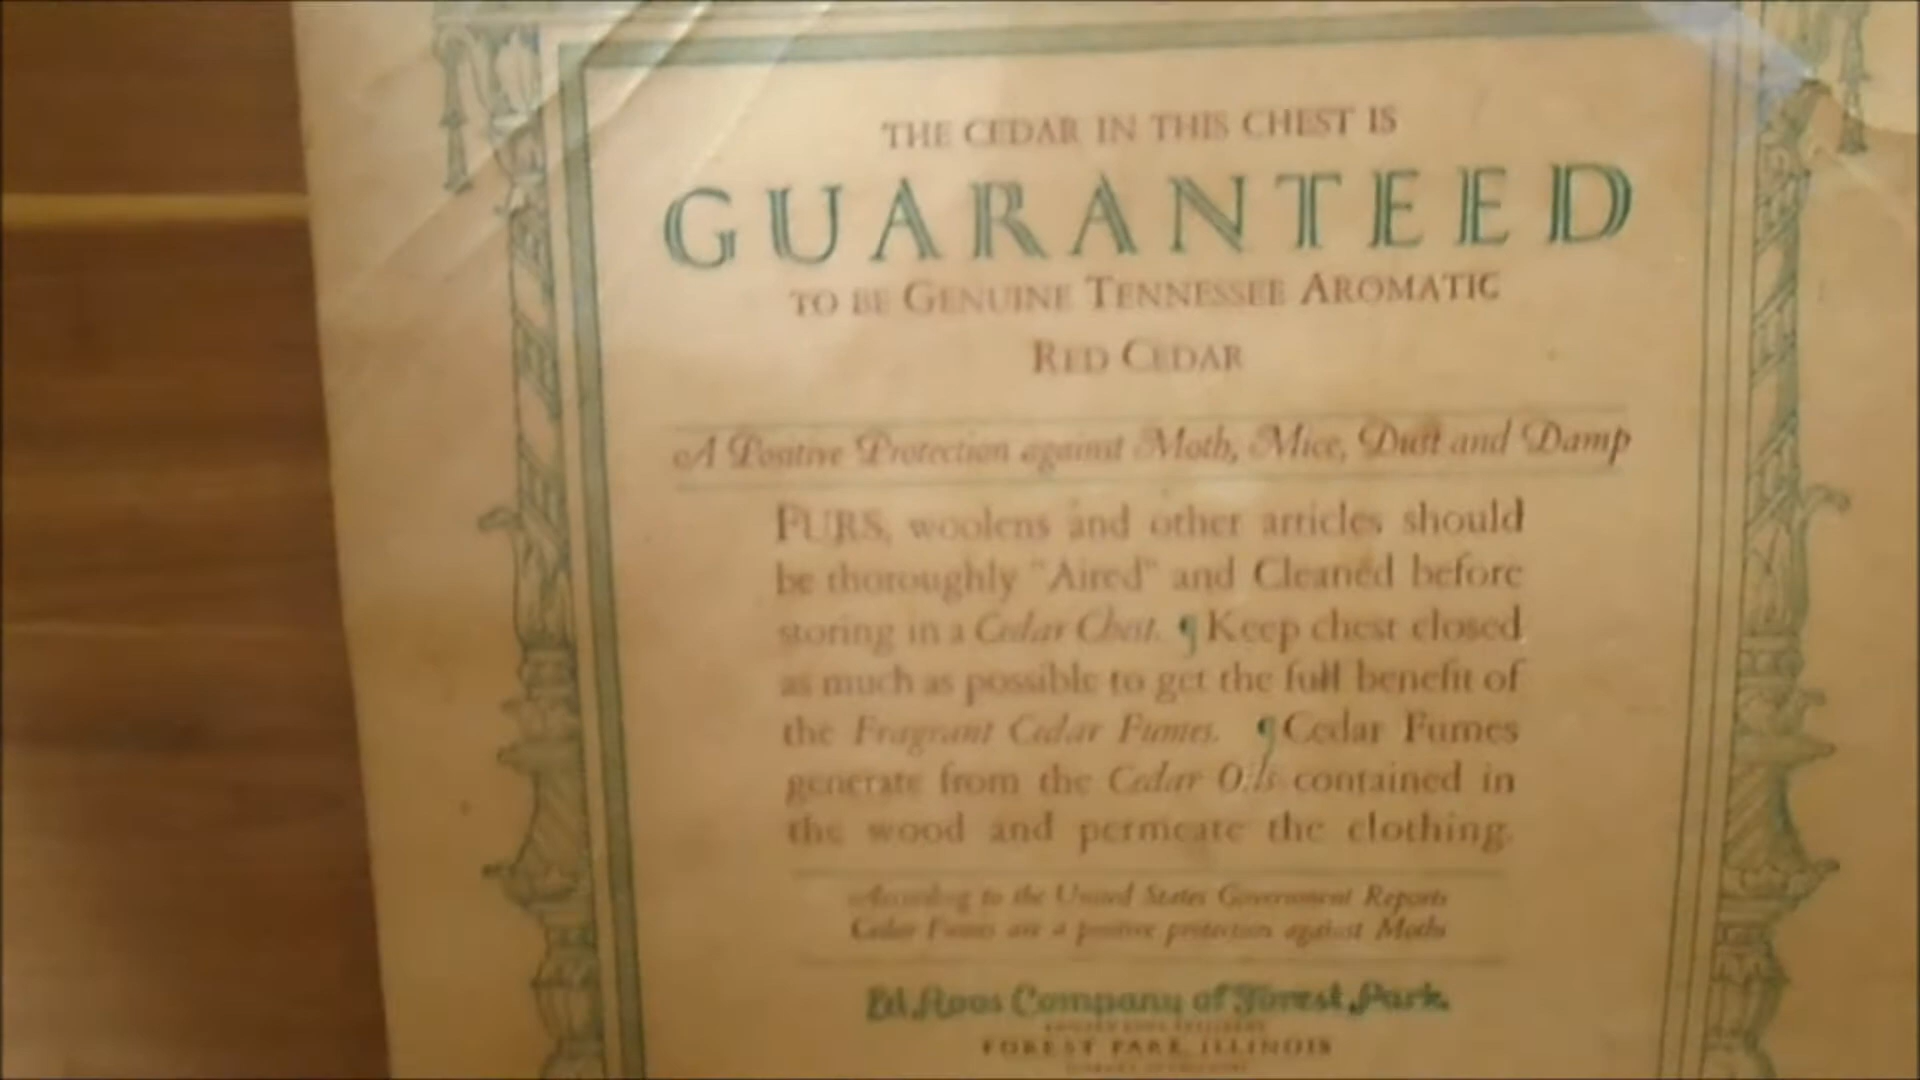 THE CEDAR IN THIS CHEST IS
GUARANTEED
TO BE GENUINE TENNESSEE AROMATIC
RED CEDAR
A Positive Protection against Moth, Mice, Dust and Damp
FURS, woolens and other articles should
be thoroughly "Aired" and Cleaned before
storing in a Cedar Chest. ¶ Keep chest closed
as much as possible to get the full benefit of
the Fragrant Cedar Fumes. ¶ Cedar Fumes
generate from the Cedar Oils contained in
the wood and permeate the clothing.
According to the United States Government Reports
Cedar Fumes are a positive protection against Moths
Ed. Roos Company of Forest Park.
FOREST PARK, ILLINOIS